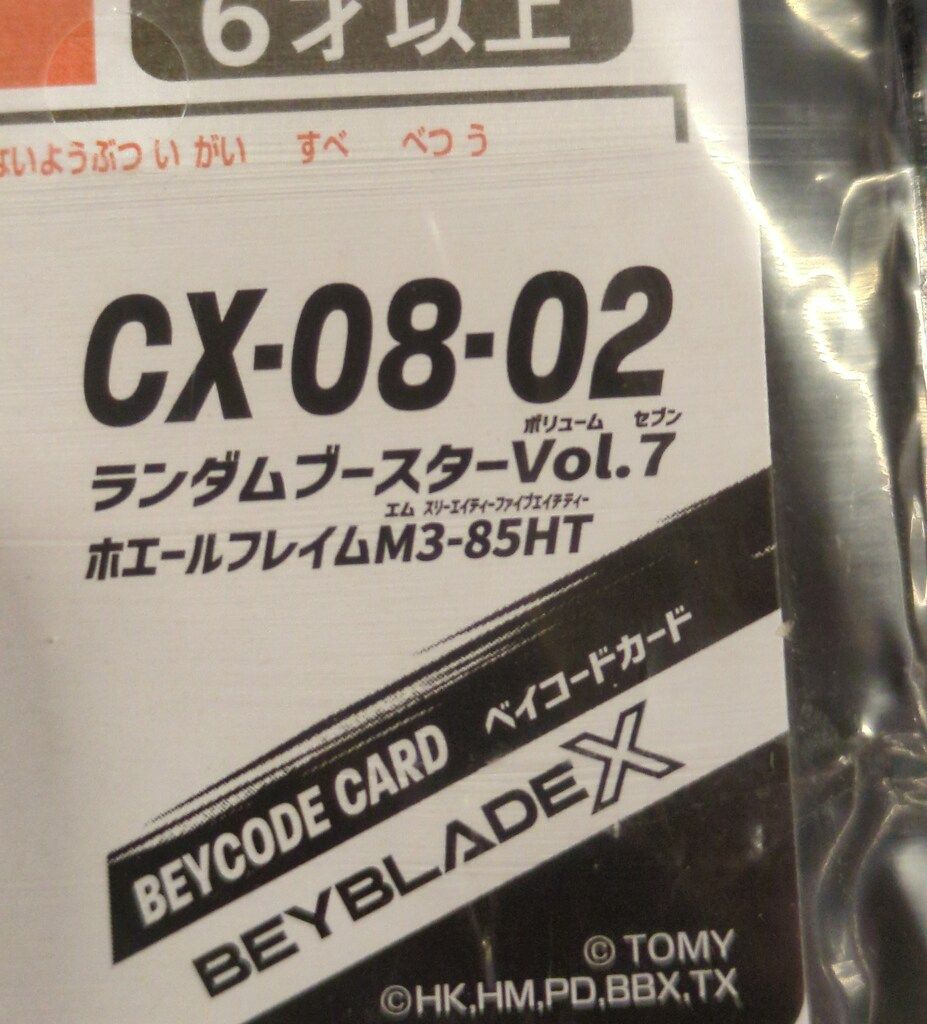 6才以上
ないようぶつ いがい すべ べつ う
CX-08-02
ボリューム セブン
ランダムブースターVol.7
エム スリーエイティーファイブエイチティー
ホエールフレイムM3-85HT
BEYCODE CARD ベイコードカード
BEYBLADE X
© TOMY
©HK,HM,PD,BBX,TX